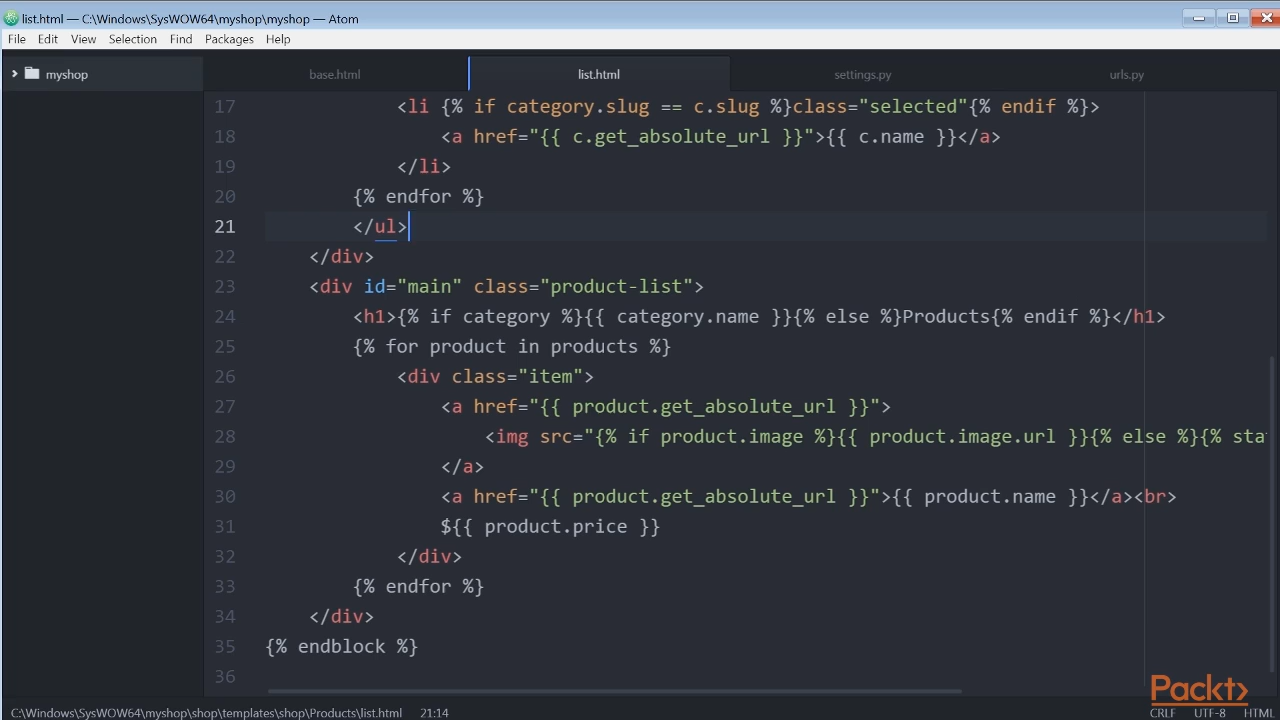 list.html — C:\Windows\SysWOW64\myshop\myshop — Atom
File Edit View Selection Find Packages Help
myshop
base.html list.html settings.py urls.py
17 <li {% if category.slug == c.slug %}class="selected"{% endif %}>
18 <a href="{{ c.get_absolute_url }}">{{ c.name }}</a>
19 </li>
20 {% endfor %}
21 </ul>
22 </div>
23 <div id="main" class="product-list">
24 <h1>{% if category %}{{ category.name }}{% else %}Products{% endif %}</h1>
25 {% for product in products %}
26 <div class="item">
27 <a href="{{ product.get_absolute_url }}">
28 <img src="{% if product.image %}{{ product.image.url }}{% else %}{% sta
29 </a>
30 <a href="{{ product.get_absolute_url }}">{{ product.name }}</a><br>
31 ${{ product.price }}
32 </div>
33 {% endfor %}
34 </div>
35 {% endblock %}
36
Packt
C:\Windows\SysWOW64\myshop\shop\templates\shop\Products\list.html 21:14 CRLF UTF-8 HTML